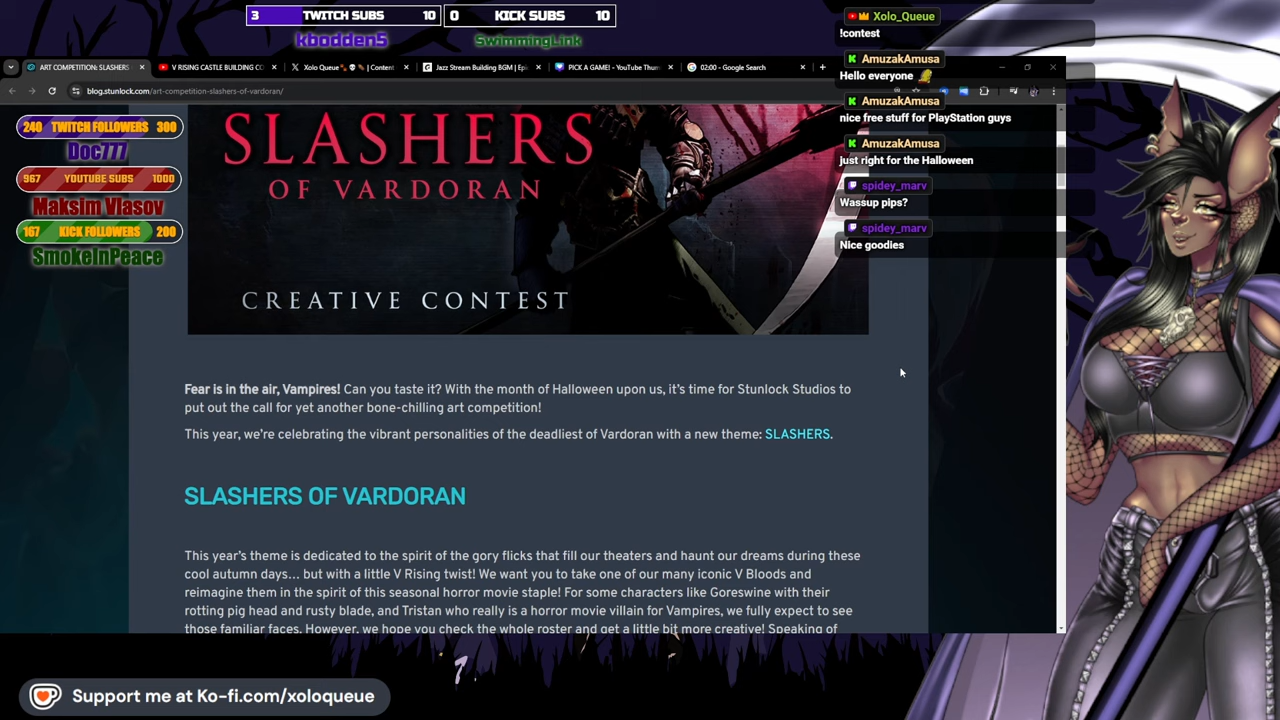 3 TWITCH SUBS 10
kbodden5
0 KICK SUBS 10
SwimmingLink
Xolo_Queue
!contest
AmuzakAmusa
Hello everyone
AmuzakAmusa
nice free stuff for PlayStation guys
AmuzakAmusa
Just right for the Halloween
spidey_marv
Wassup pips?
spidey_marv
Nice goodies
ART COMPETITION: SLASHERS
V RISING CASTLE BUILDING CO
Xolo Queue | Content
Jazz Stream Building BGM | Epi
PICK A GAME! - YouTube Thum
02:00 - Google Search
blog.stunlock.com/art-competition-slashers-of-vardoran/
240 TWITCH FOLLOWERS 300
Doc777
967 YOUTUBE SUBS 1000
Maksim Vlasov
167 KICK FOLLOWERS 200
SmokeInPeace
SLASHERS
OF VARDORAN
CREATIVE CONTEST
Fear is in the air, Vampires! Can you taste it? With the month of Halloween upon us, it's time for Stunlock Studios to
put out the call for yet another bone-chilling art competition!
This year, we're celebrating the vibrant personalities of the deadliest of Vardoran with a new theme: SLASHERS.
SLASHERS OF VARDORAN
This year's theme is dedicated to the spirit of the gory flicks that fill our theaters and haunt our dreams during these
cool autumn days… but with a little V Rising twist! We want you to take one of our many iconic V Bloods and
reimagine them in the spirit of this seasonal horror movie staple! For some characters like Goreswine with their
rotting pig head and rusty blade, and Tristan who really is a horror movie villain for Vampires, we fully expect to see
those familiar faces. However, we hope you check the whole roster and get a little bit more creative! Speaking of
Support me at Ko-fi.com/xoloqueue